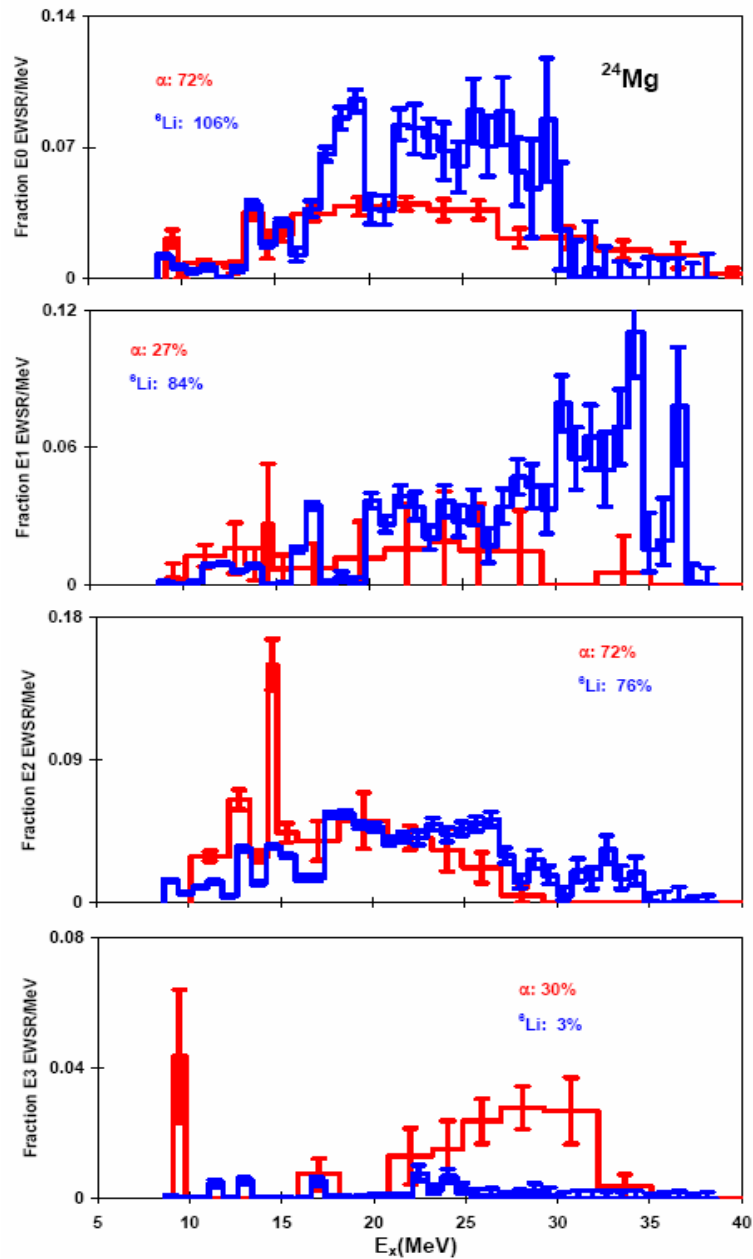 0.14
α: 72%
⁶Li: 106%
²⁴Mg
0.07
0
Fraction E0 EWSR/MeV
0.12
α: 27%
⁶Li: 84%
0.06
0
Fraction E1 EWSR/MeV
0.18
α: 72%
⁶Li: 76%
0.09
0
Fraction E2 EWSR/MeV
0.08
α: 30%
⁶Li: 3%
0.04
0
Fraction E3 EWSR/MeV
5 10 15 20 25 30 35 40
Eₓ(MeV)